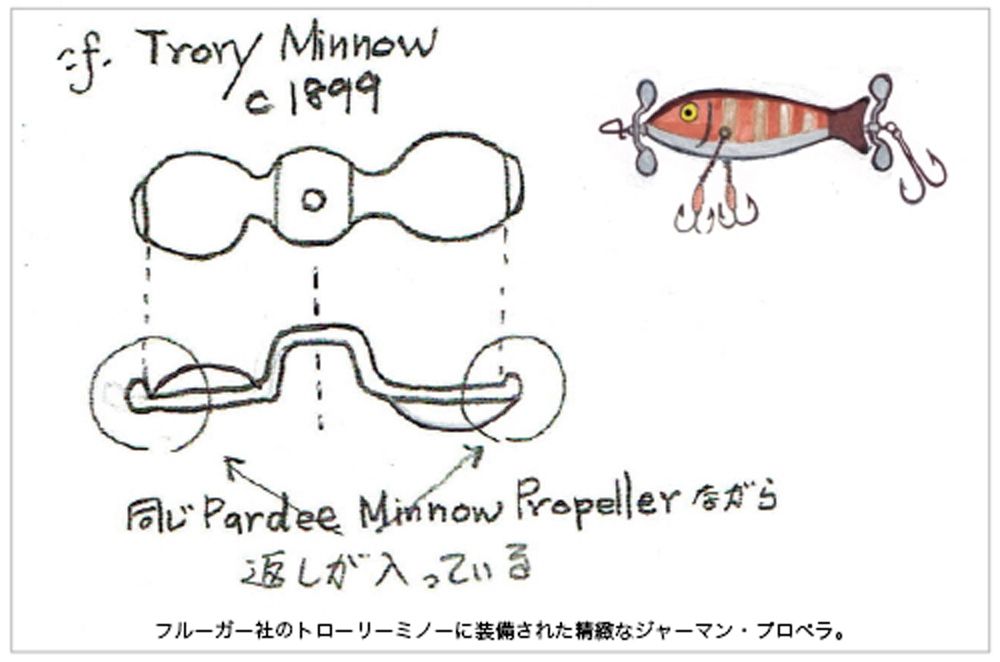 cf. Trory Minnow
c 1899
同じ Pardee Minnow Propeller ながら
返しが入っている
フルーガー社のトローリーミノーに装備された精緻なジャーマン・プロペラ。